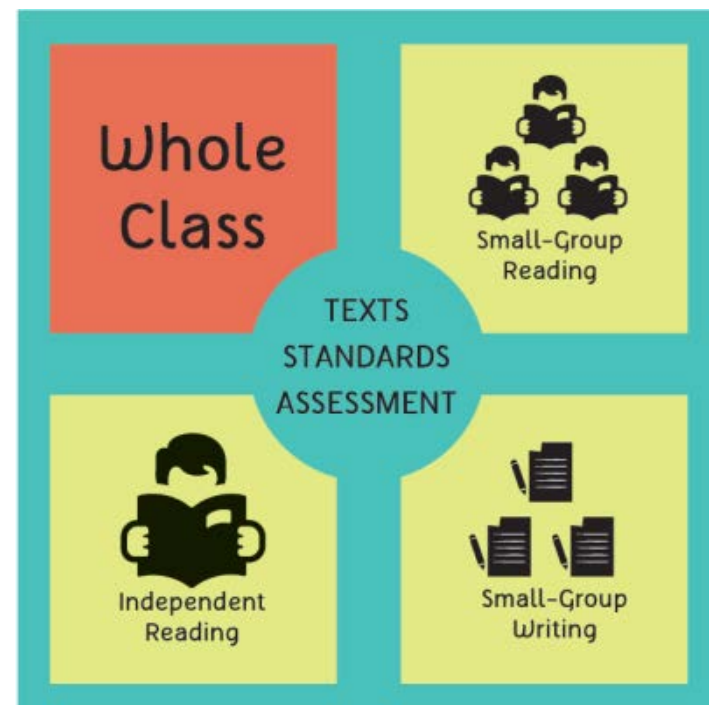 Whole
Class
Small-Group
Reading
TEXTS
STANDARDS
ASSESSMENT
Independent
Reading
Small-Group
Writing